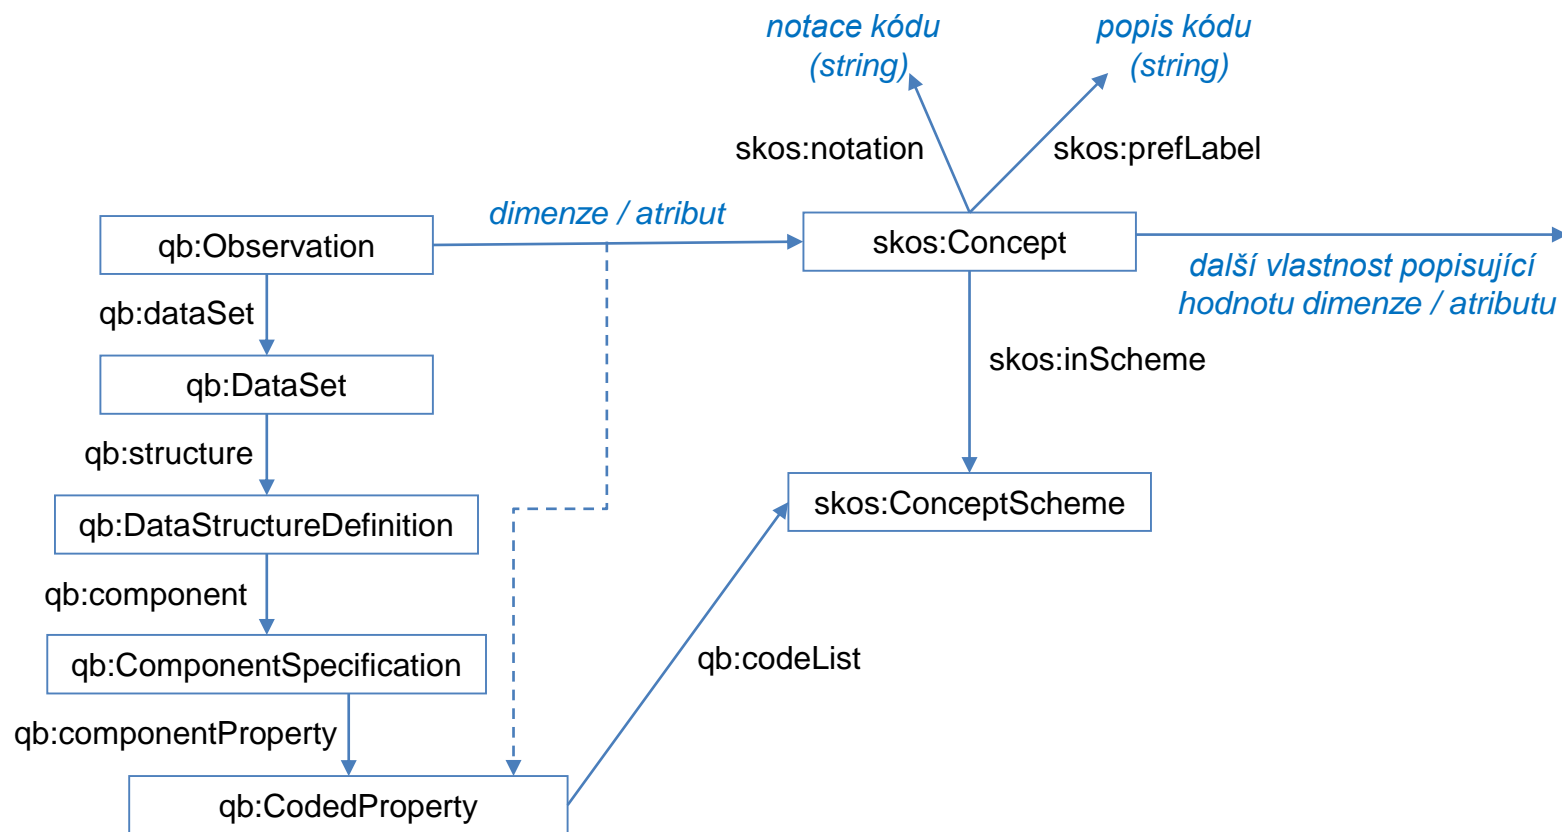 notace kódu
(string)
popis kódu
(string)
skos:notation
skos:prefLabel
dimenze / atribut
qb:Observation
skos:Concept
další vlastnost popisující
hodnotu dimenze / atributu
qb:dataSet
skos:inScheme
qb:DataSet
qb:structure
skos:ConceptScheme
qb:DataStructureDefinition
qb:component
qb:codeList
qb:ComponentSpecification
qb:componentProperty
qb:CodedProperty